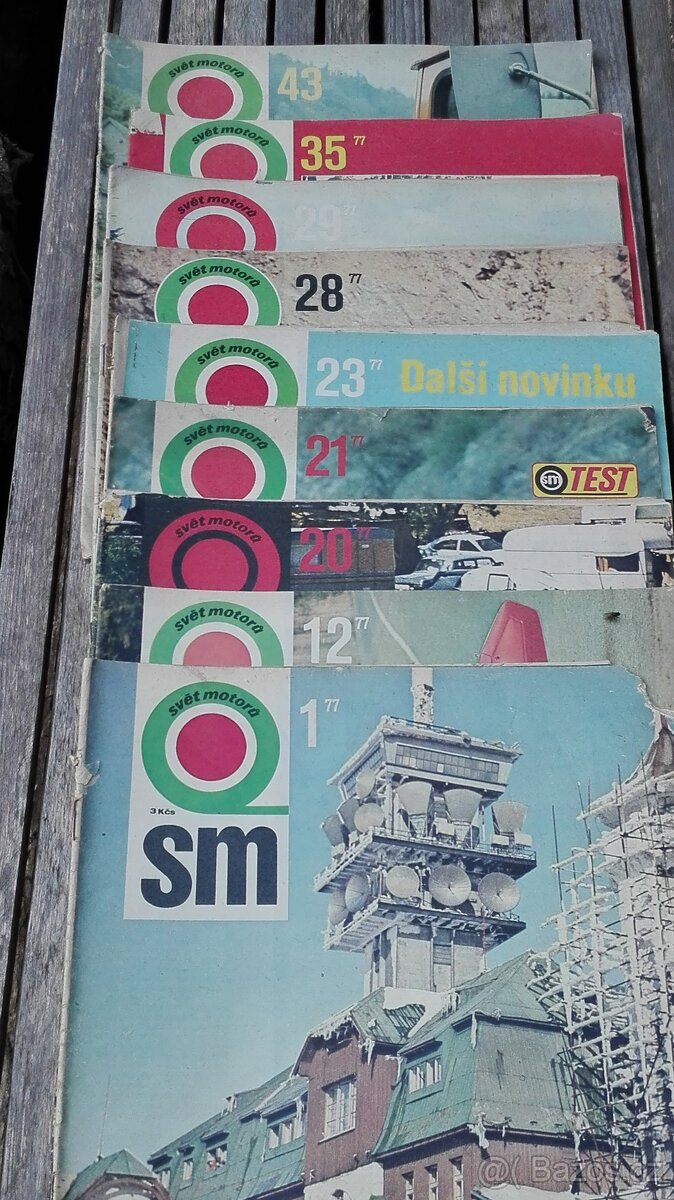 svět motorů
43
svět motorů
35 77
svět motorů
29 77
svět motorů
28 77
svět motorů
23 77 Další novinku
svět motorů
21 77
sm TEST
svět motorů
20 77
svět motorů
12 77
svět motorů
1 77
3 Kčs
sm
@( Bazoš.cz